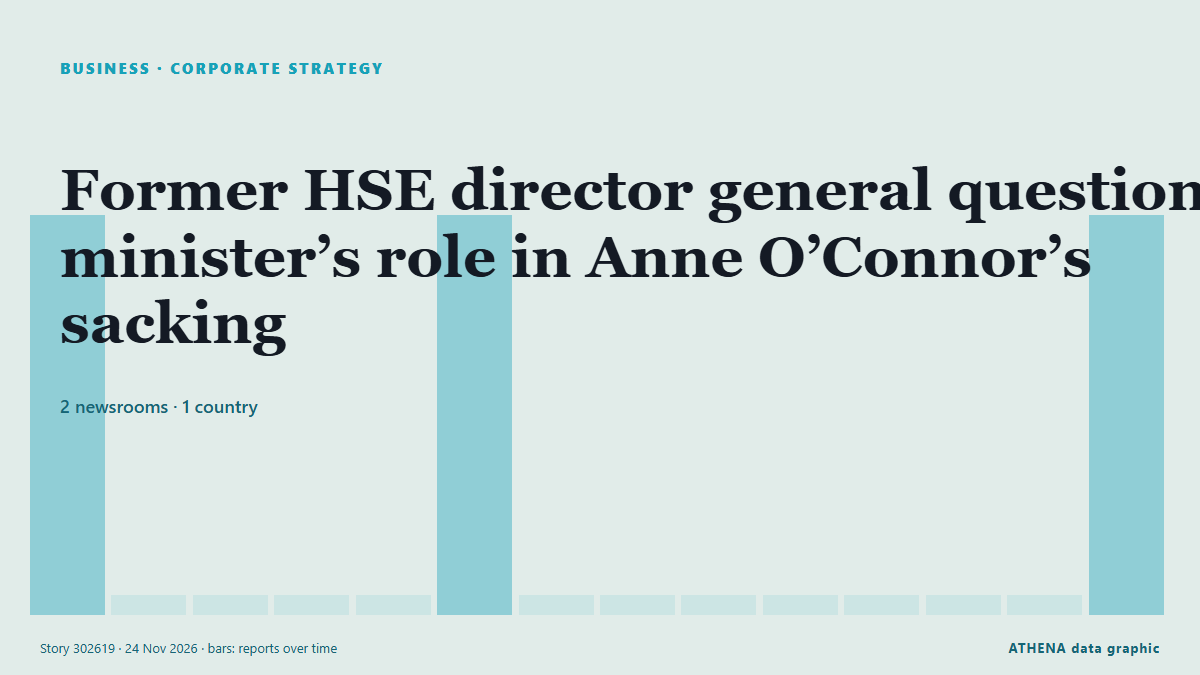 BUSINESS · CORPORATE STRATEGY
Former HSE director general question
minister’s role in Anne O’Connor’s
sacking
2 newsrooms · 1 country
Story 302619 · 24 Nov 2026 · bars: reports over time
ATHENA data graphic